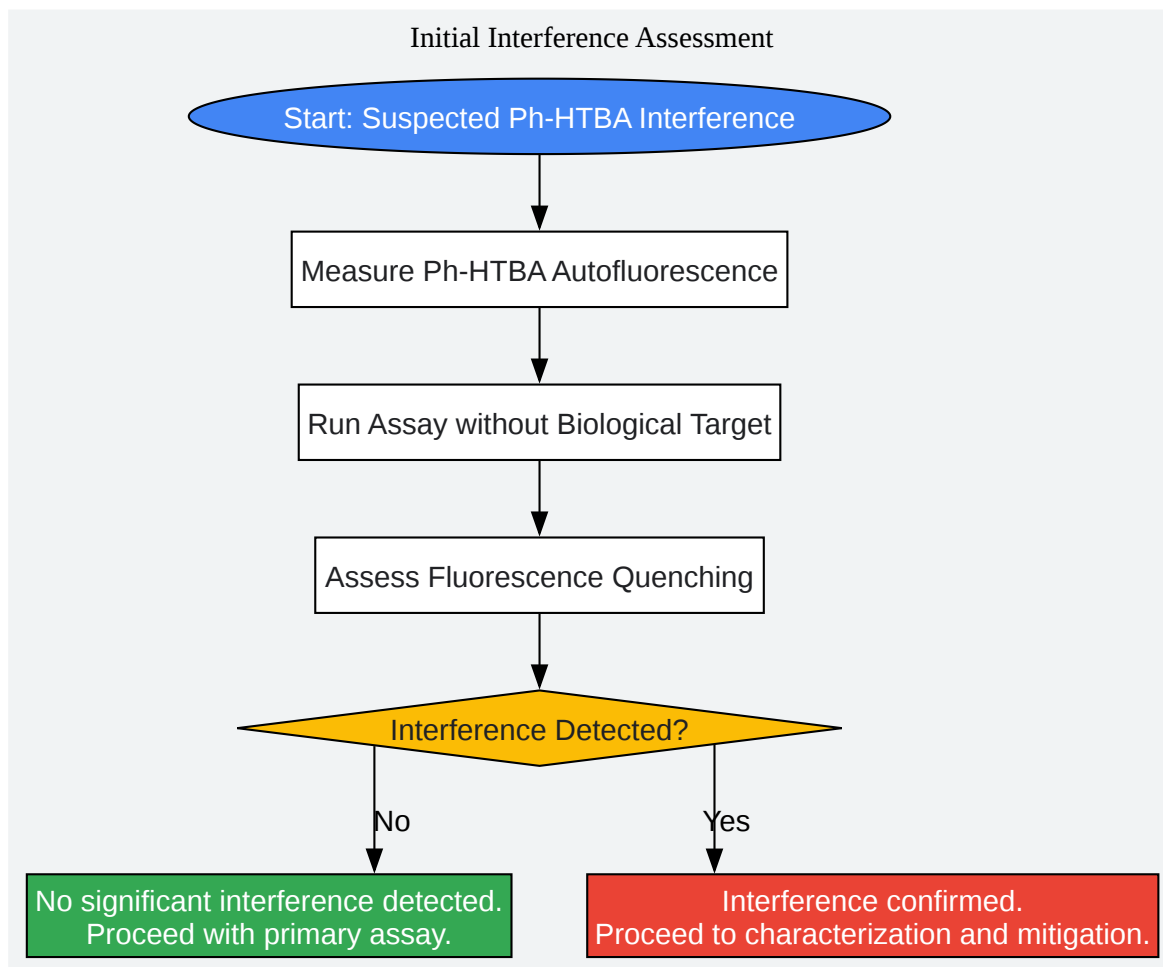 Initial Interference Assessment
Start: Suspected Ph-HTBA Interference
Measure Ph-HTBA Autofluorescence
Run Assay without Biological Target
Assess Fluorescence Quenching
Interference Detected?
No
Yes
No significant interference detected.
Proceed with primary assay.
Interference confirmed.
Proceed to characterization and mitigation.